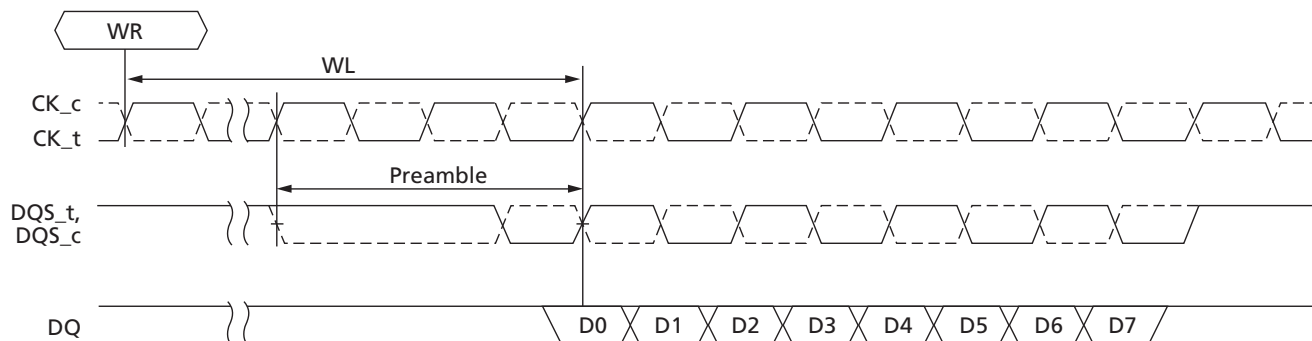 WR
WL
CK_c
CK_t
Preamble
DQS_t,
DQS_c
DQ
D0 D1 D2 D3 D4 D5 D6 D7